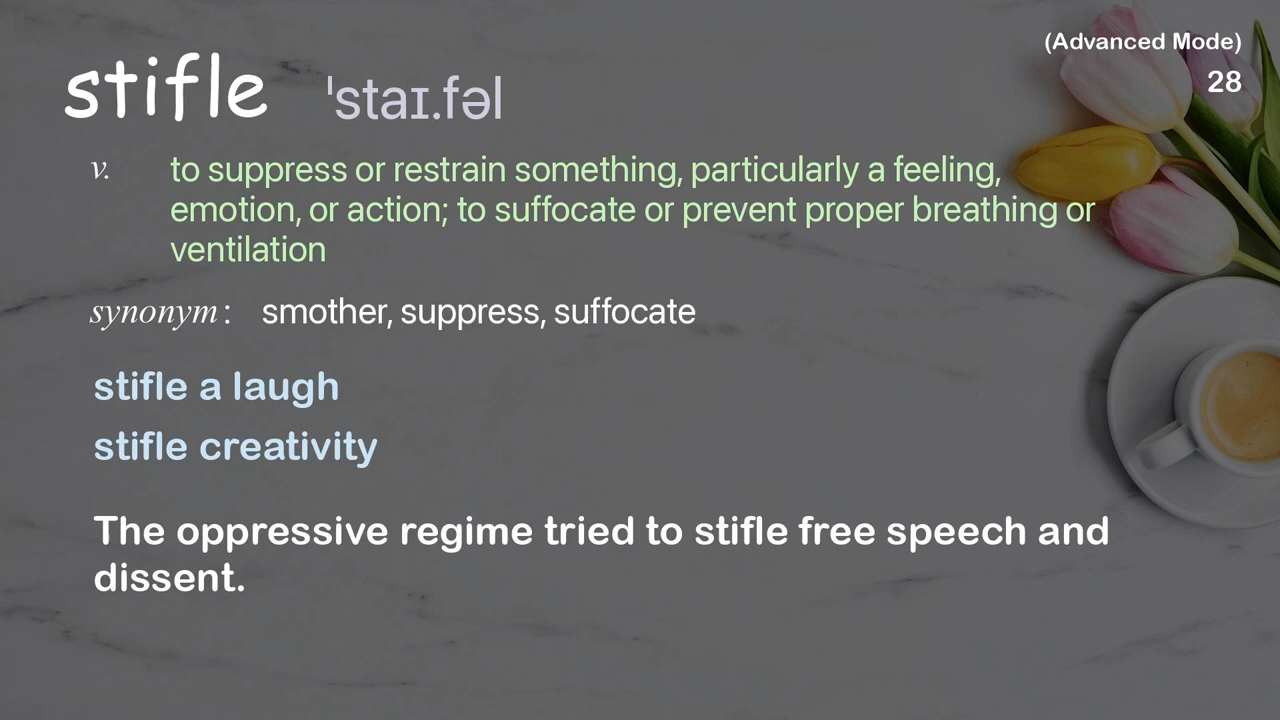 (Advanced Mode)
28
stifle ˈstaɪ.fəl
v. to suppress or restrain something, particularly a feeling,
emotion, or action; to suffocate or prevent proper breathing or
ventilation
synonym: smother, suppress, suffocate
stifle a laugh
stifle creativity
The oppressive regime tried to stifle free speech and
dissent.